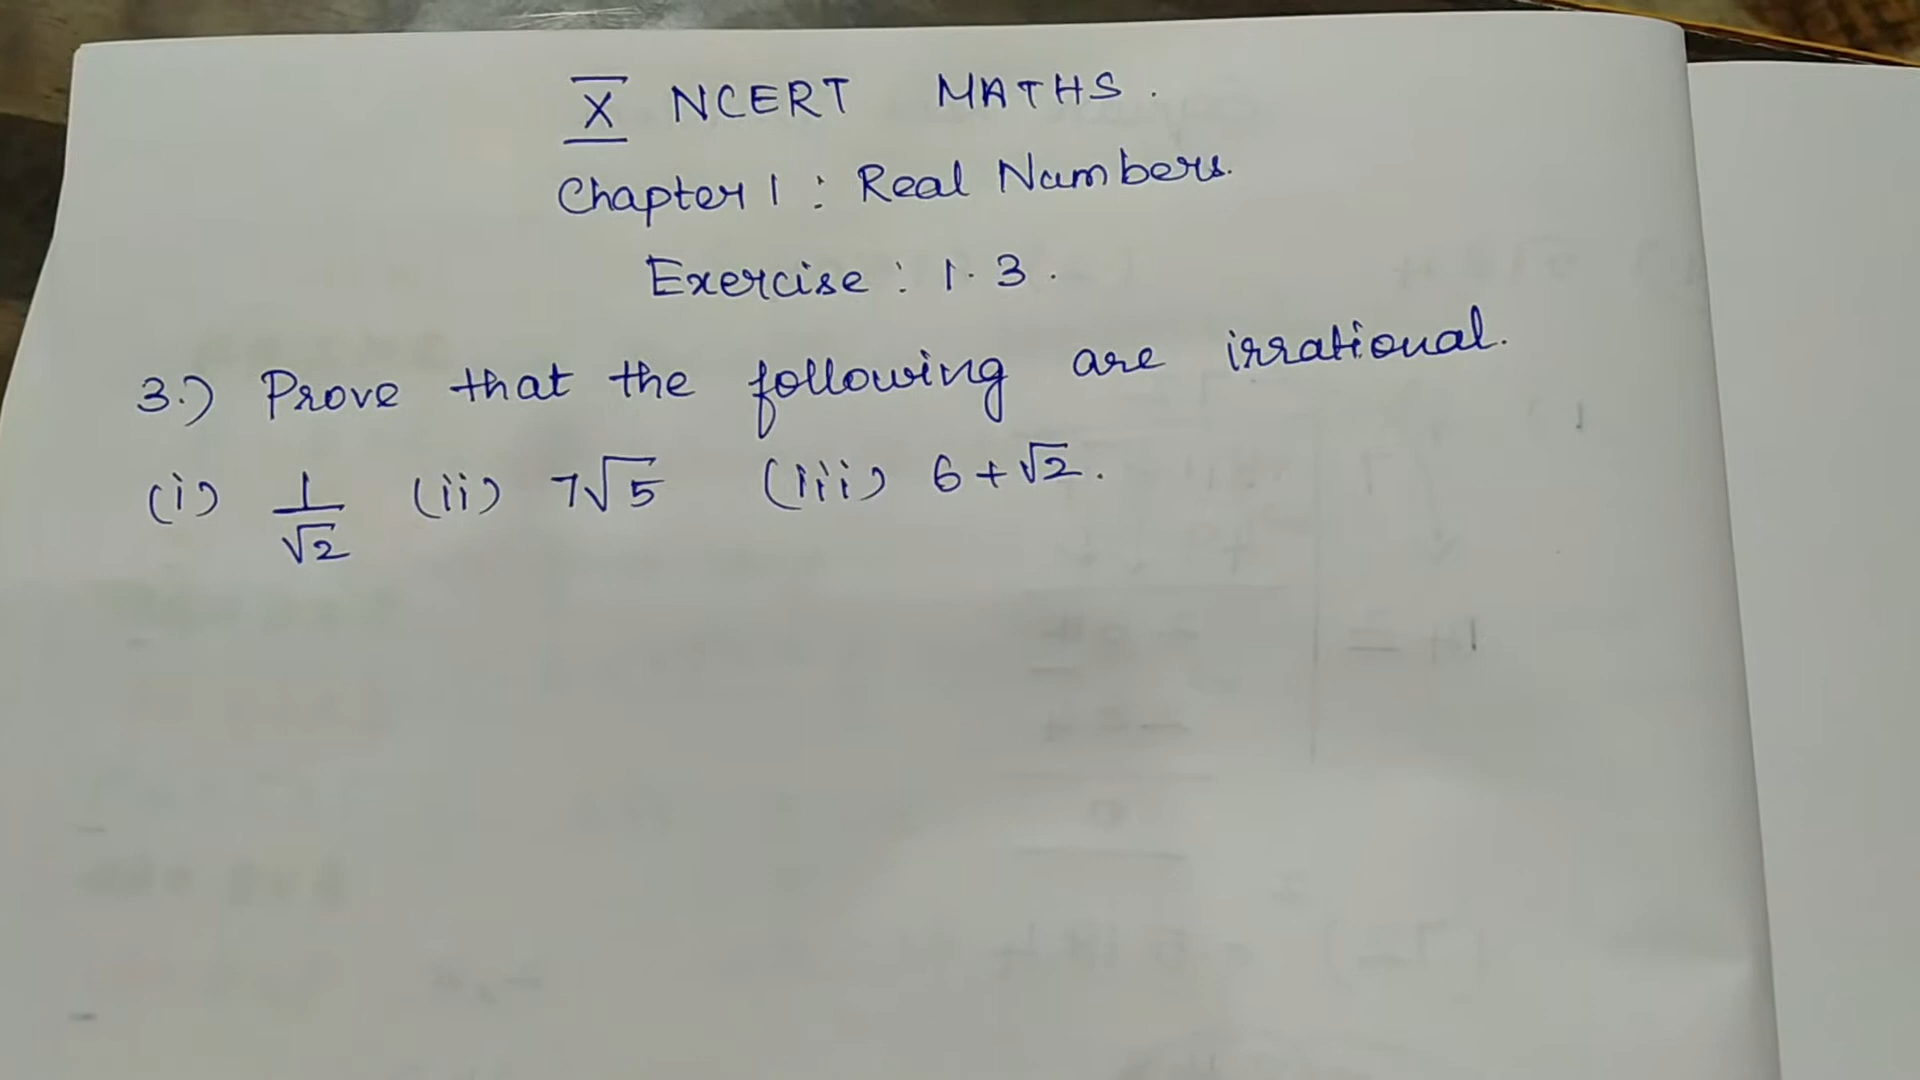 X NCERT MATHS.
Chapter 1 : Real Numbers.
Exercise : 1.3.
3.) Prove that the following are irrational.
(i) 1/√2 (ii) 7√5 (iii) 6+√2.